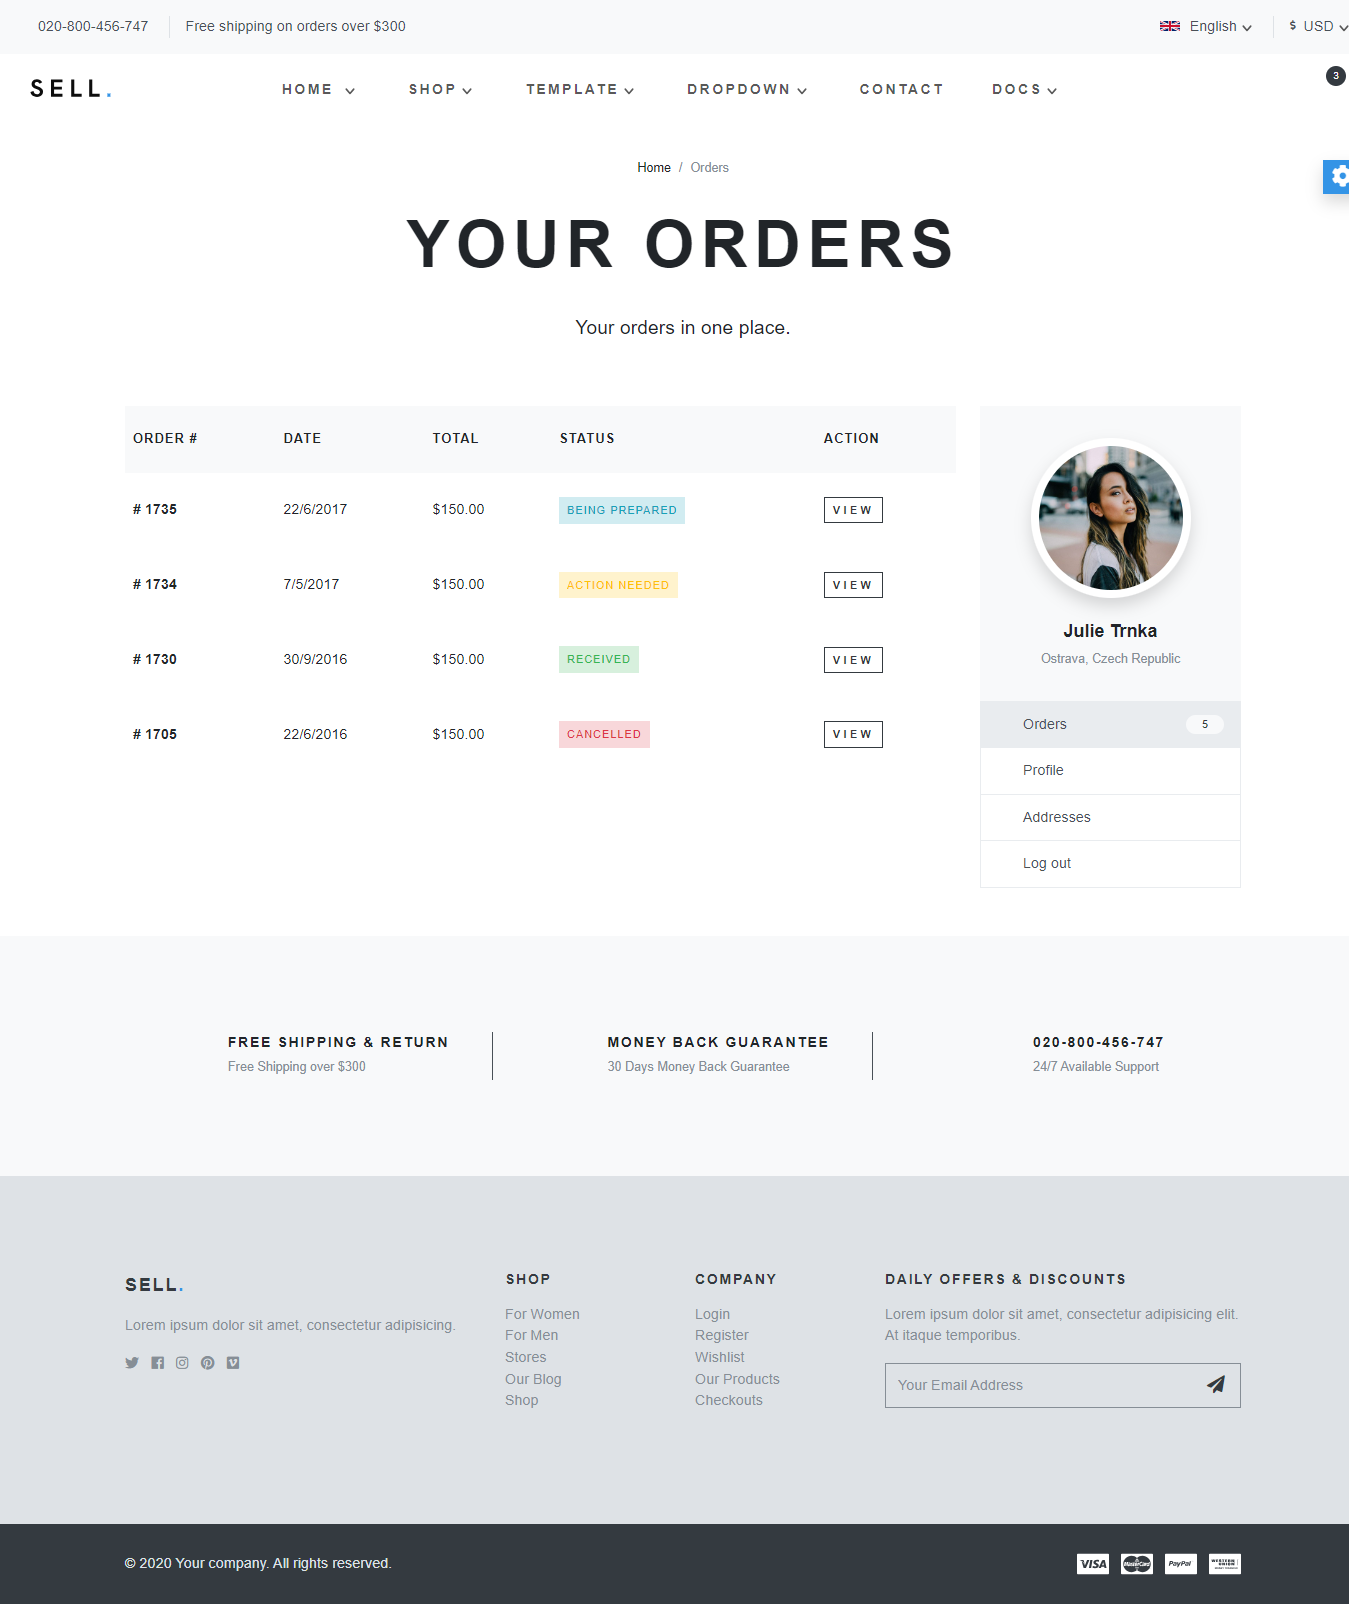 020-800-456-747 Free shipping on orders over $300 English $ USD
SELL. HOME SHOP TEMPLATE DROPDOWN CONTACT DOCS 3
Home / Orders
YOUR ORDERS
Your orders in one place.
ORDER # DATE TOTAL STATUS ACTION
# 1735 22/6/2017 $150.00 BEING PREPARED VIEW
# 1734 7/5/2017 $150.00 ACTION NEEDED VIEW
# 1730 30/9/2016 $150.00 RECEIVED VIEW
# 1705 22/6/2016 $150.00 CANCELLED VIEW
Julie Trnka
Ostrava, Czech Republic
Orders 5
Profile
Addresses
Log out
FREE SHIPPING & RETURN
Free Shipping over $300
MONEY BACK GUARANTEE
30 Days Money Back Guarantee
020-800-456-747
24/7 Available Support
SELL.
Lorem ipsum dolor sit amet, consectetur adipisicing.
SHOP
For Women
For Men
Stores
Our Blog
Shop
COMPANY
Login
Register
Wishlist
Our Products
Checkouts
DAILY OFFERS & DISCOUNTS
Lorem ipsum dolor sit amet, consectetur adipisicing elit.
At itaque temporibus.
Your Email Address
© 2020 Your company. All rights reserved.
VISA MasterCard PayPal WESTERN UNION